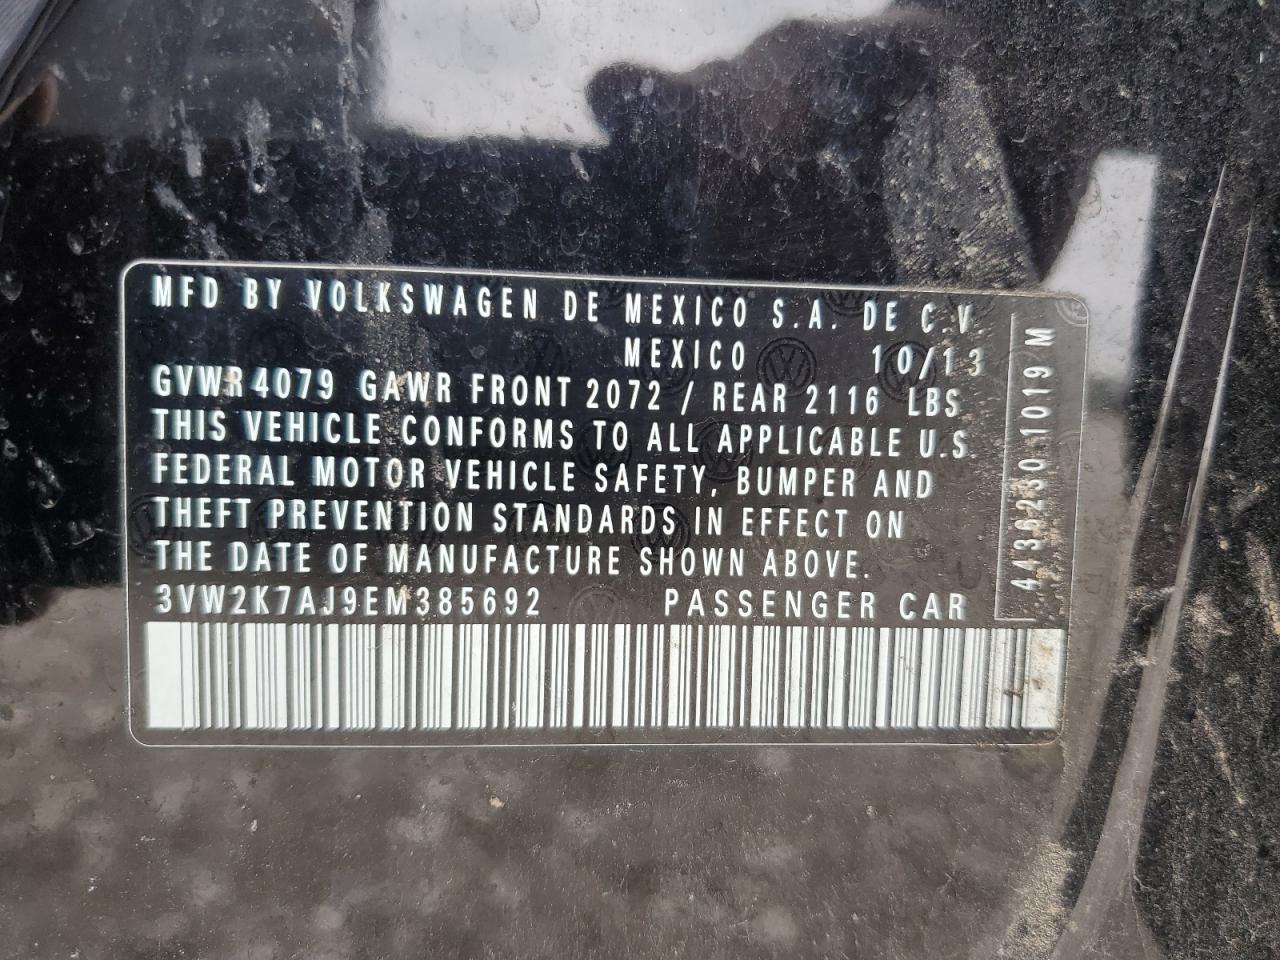 MFD BY VOLKSWAGEN DE MEXICO S.A. DE C.V.
MEXICO 10/13
GVWR 4079 GAWR FRONT 2072 / REAR 2116 LBS
THIS VEHICLE CONFORMS TO ALL APPLICABLE U.S.
FEDERAL MOTOR VEHICLE SAFETY, BUMPER AND
THEFT PREVENTION STANDARDS IN EFFECT ON
THE DATE OF MANUFACTURE SHOWN ABOVE.
3VW2K7AJ9EM385692 PASSENGER CAR
4436230 1019 M